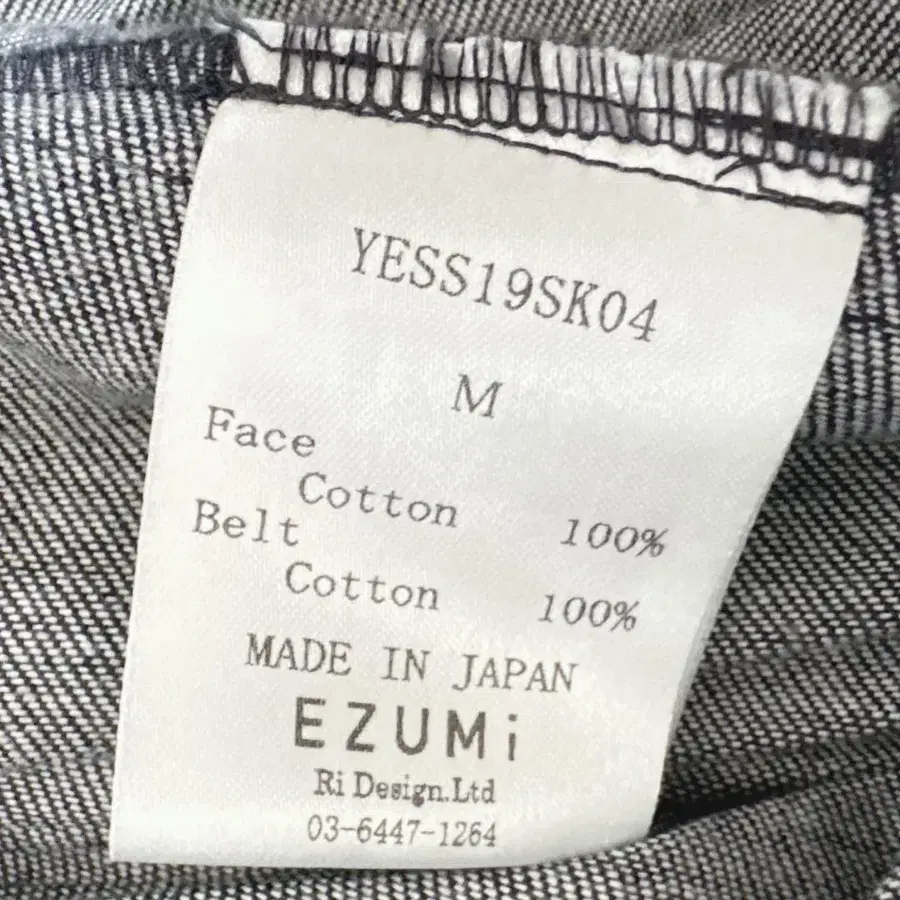 YESS19SK04
M
Face
Cotton 100%
Belt
Cotton 100%
MADE IN JAPAN
EZUMi
Ri Design.Ltd
03-6447-1264